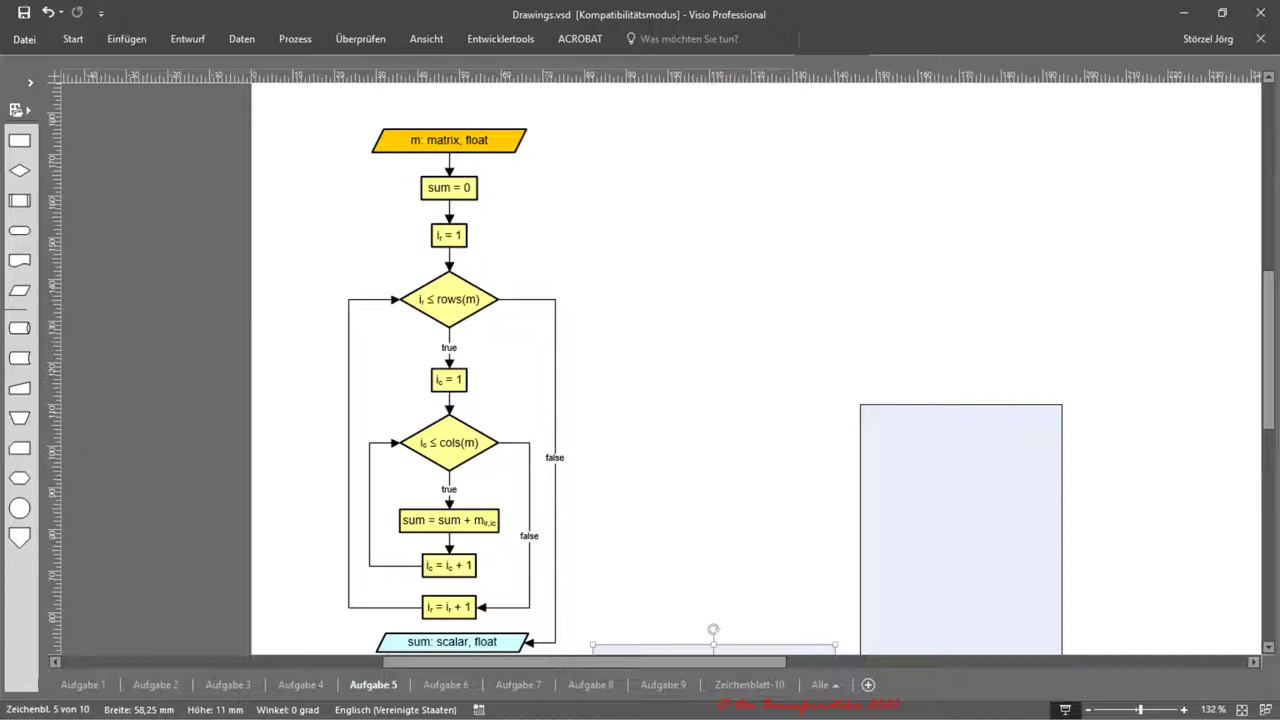 Drawings.vsd [Kompatibilitätsmodus] - Visio Professional
Datei Start Einfügen Entwurf Daten Prozess Überprüfen Ansicht Entwicklertools ACROBAT Was möchten Sie tun? Störzel Jörg
m: matrix, float
sum = 0
ir = 1
ir ≤ rows(m)
true
ic = 1
ic ≤ cols(m)
false
true
sum = sum + mir,ic
false
ic = ic + 1
ir = ir + 1
sum: scalar, float
Aufgabe 1 Aufgabe 2 Aufgabe 3 Aufgabe 4 Aufgabe 5 Aufgabe 6 Aufgabe 7 Aufgabe 8 Aufgabe 9 Zeichenblatt-10 Alle
Zeichenbl. 5 von 10 Breite: 58,25 mm Höhe: 11 mm Winkel: 0 grad Englisch (Vereinigte Staaten) 132 %